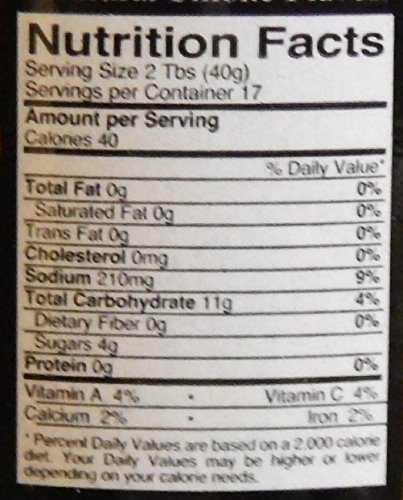 Nutrition Facts
Serving Size 2 Tbs (40g)
Servings per Container 17
Amount per Serving
Calories 40
% Daily Value*
Total Fat 0g 0%
Saturated Fat 0g 0%
Trans Fat 0g 0%
Cholesterol 0mg 0%
Sodium 210mg 9%
Total Carbohydrate 11g 4%
Dietary Fiber 0g 0%
Sugars 4g
Protein 0g 0%
Vitamin A 4% • Vitamin C 4%
Calcium 2% • Iron 2%
* Percent Daily Values are based on a 2,000 calorie
diet. Your Daily Values may be higher or lower
depending on your calorie needs.